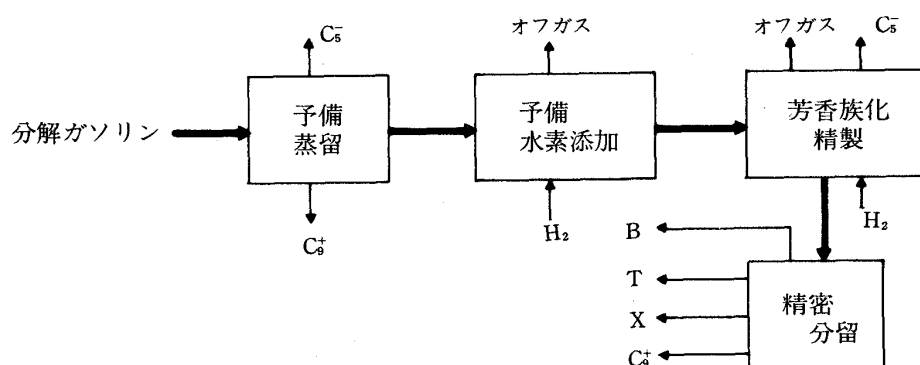 分解ガソリン
C₅⁻
予備
蒸留
C₉⁺
オフガス
予備
水素添加
H₂
オフガス
C₅⁻
芳香族化
精製
H₂
B
T
X
C₉⁺
精密
分留